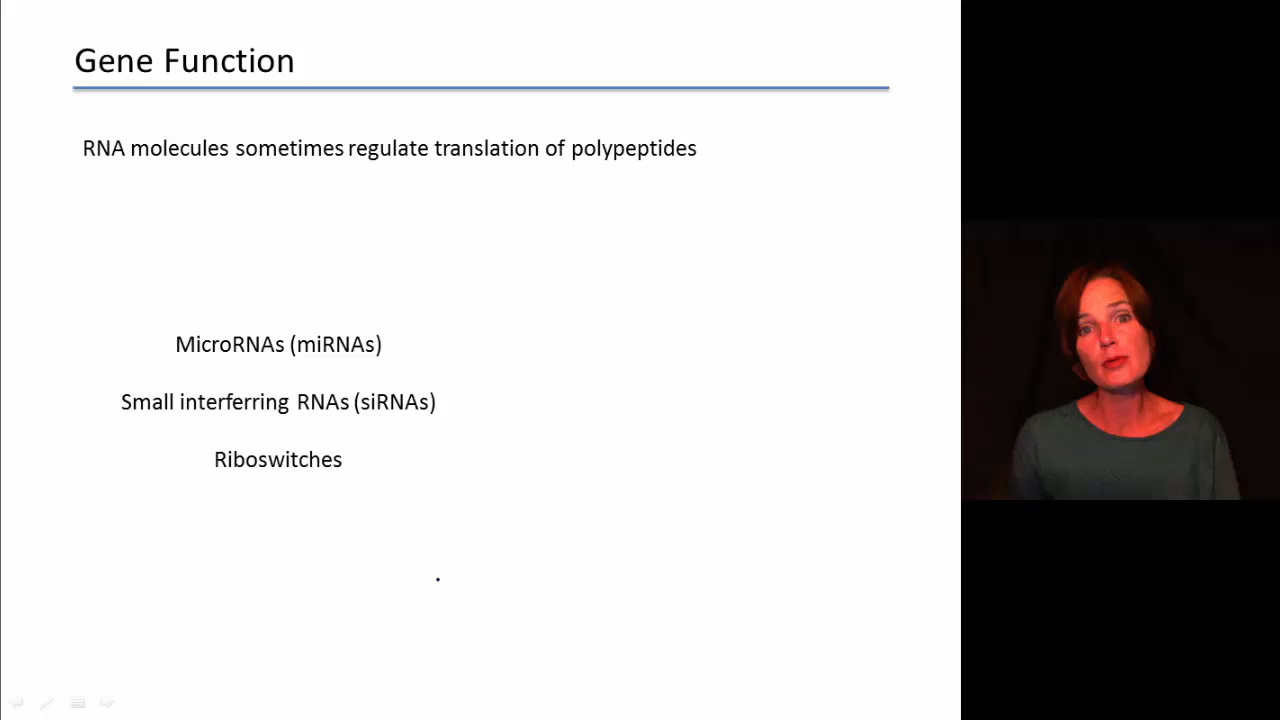 Gene Function
RNA molecules sometimes regulate translation of polypeptides
MicroRNAs (miRNAs)
Small interferring RNAs (siRNAs)
Riboswitches